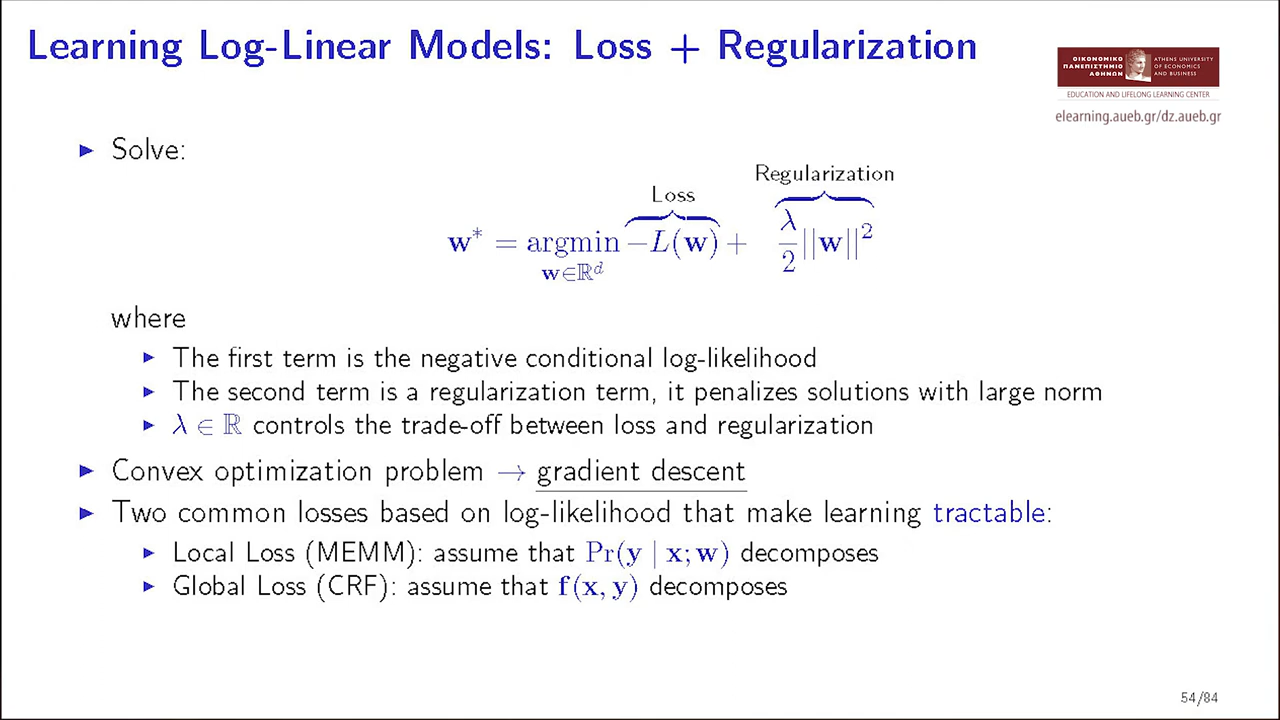 Learning Log-Linear Models: Loss + Regularization
ΟΙΚΟΝΟΜΙΚΟ
ΠΑΝΕΠΙΣΤΗΜΙΟ
ΑΘΗΝΩΝ
ATHENS UNIVERSITY
OF ECONOMICS
AND BUSINESS
EDUCATION AND LIFELONG LEARNING CENTER
elearning.aueb.gr/dz.aueb.gr
▶ Solve:
Loss Regularization
w* = argmin −L(w) + λ/2 ||w||²
w∈ℝᵈ
where
▶ The first term is the negative conditional log-likelihood
▶ The second term is a regularization term, it penalizes solutions with large norm
▶ λ ∈ ℝ controls the trade-off between loss and regularization
▶ Convex optimization problem → gradient descent
▶ Two common losses based on log-likelihood that make learning tractable:
▶ Local Loss (MEMM): assume that Pr(y | x; w) decomposes
▶ Global Loss (CRF): assume that f(x, y) decomposes
54/84